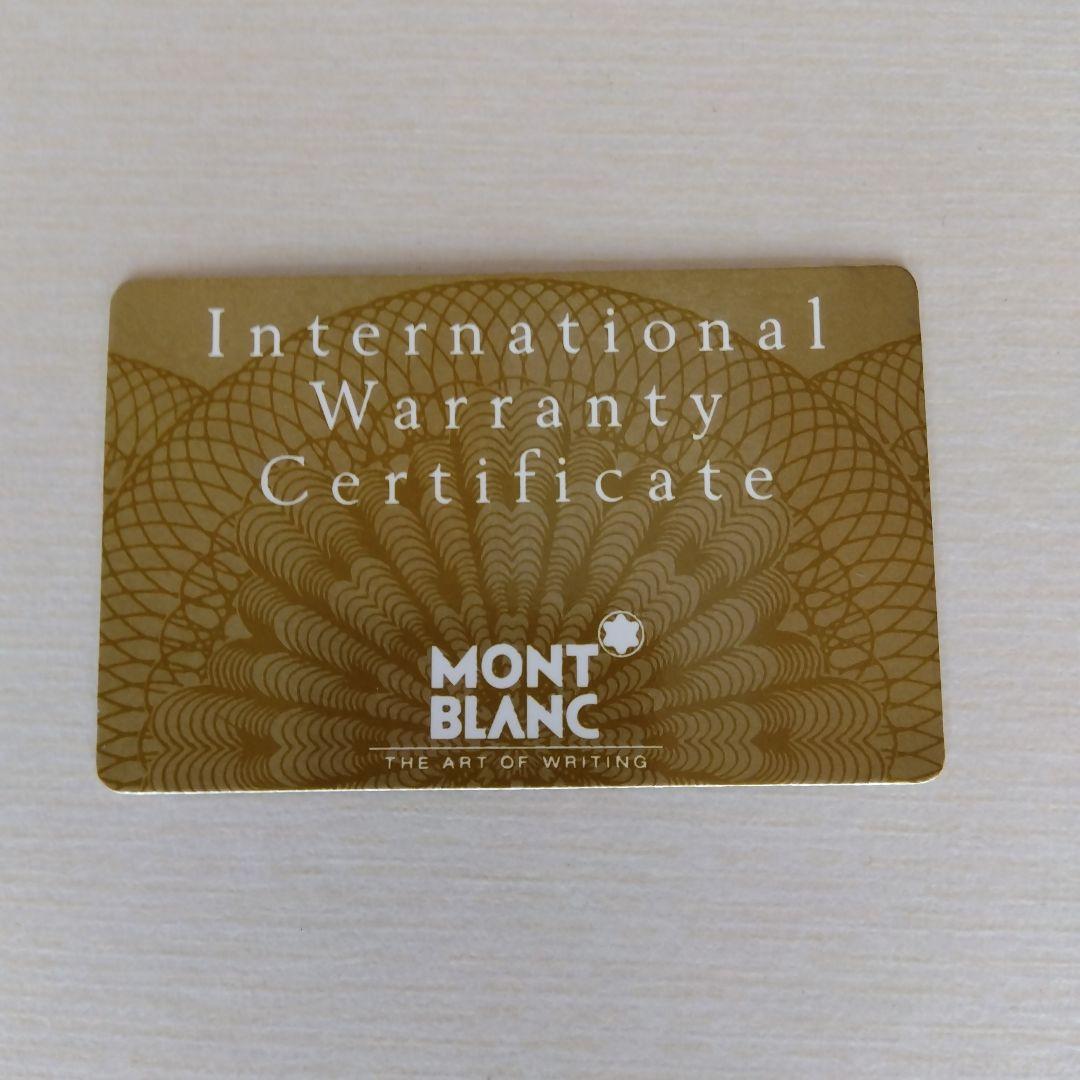 International
Warranty
Certificate
MONT
BLANC
THE ART OF WRITING